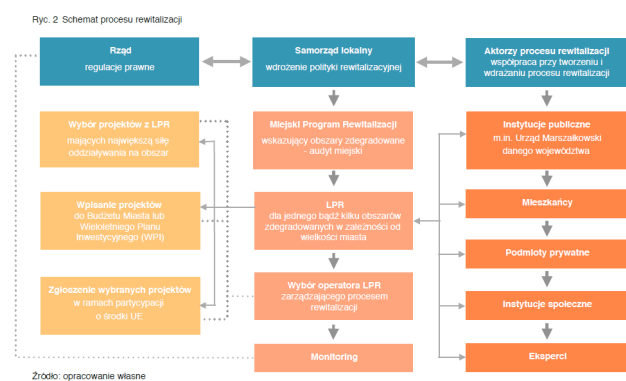 Ryc. 2 Schemat procesu rewitalizacji
Rząd
regulacje prawne
Samorząd lokalny
wdrożenie polityki rewitalizacyjnej
Aktorzy procesu rewitalizacji
współpraca przy tworzeniu i
wdrażaniu procesu rewitalizacji
Wybór projektów z LPR
mających największą siłę
oddziaływania na obszar
Miejski Program Rewitalizacji
wskazujący obszary zdegradowane
- audyt miejski
Instytucje publiczne
m.in. Urząd Marszałkowski
danego województwa
Wpisanie projektów
do Budżetu Miasta lub
Wieloletniego Planu
Inwestycyjnego (WPI)
LPR
dla jednego bądź kilku obszarów
zdegradowanych w zależności od
wielkości miasta
Mieszkańcy
Podmioty prywatne
Zgłoszenie wybranych projektów
w ramach partycypacji
o środki UE
Wybór operatora LPR
zarządzającego procesem
rewitalizacji
Instytucje społeczne
Monitoring
Eksperci
Źródło: opracowanie własne